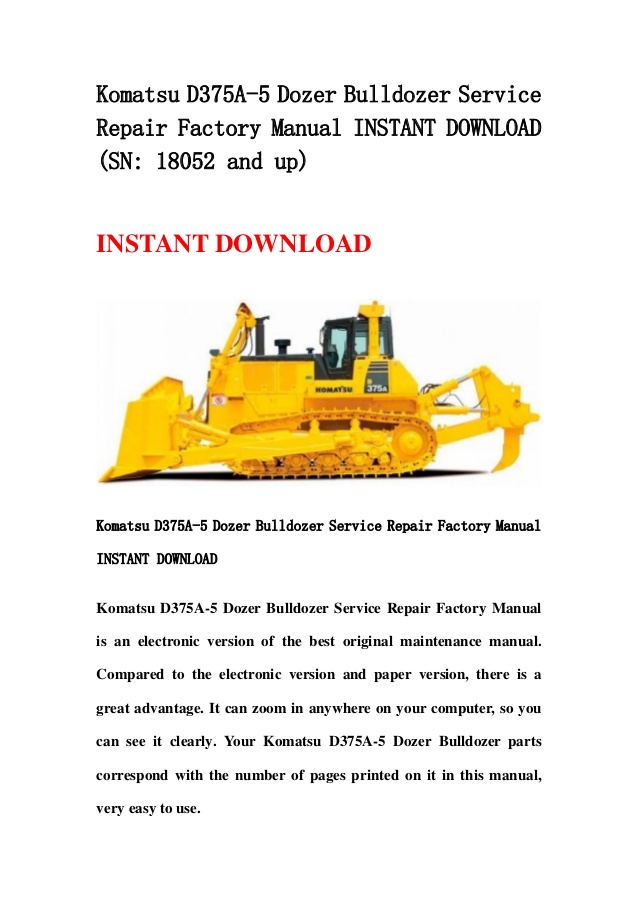 Komatsu D375A-5 Dozer Bulldozer Service
Repair Factory Manual INSTANT DOWNLOAD
(SN: 18052 and up)
INSTANT DOWNLOAD
KOMATSU
375A
Komatsu D375A-5 Dozer Bulldozer Service Repair Factory Manual
INSTANT DOWNLOAD
Komatsu D375A-5 Dozer Bulldozer Service Repair Factory Manual
is an electronic version of the best original maintenance manual.
Compared to the electronic version and paper version, there is a
great advantage. It can zoom in anywhere on your computer, so you
can see it clearly. Your Komatsu D375A-5 Dozer Bulldozer parts
correspond with the number of pages printed on it in this manual,
very easy to use.